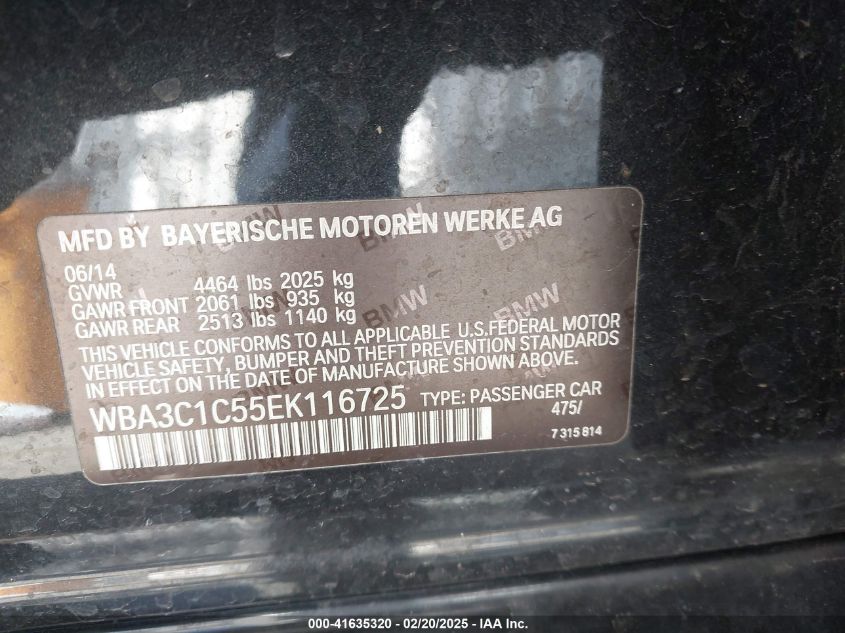 MFD BY BAYERISCHE MOTOREN WERKE AG
06/14
GVWR 4464 lbs 2025 kg
GAWR FRONT 2061 lbs 935 kg
GAWR REAR 2513 lbs 1140 kg
THIS VEHICLE CONFORMS TO ALL APPLICABLE U.S.FEDERAL MOTOR
VEHICLE SAFETY, BUMPER AND THEFT PREVENTION STANDARDS
IN EFFECT ON THE DATE OF MANUFACTURE SHOWN ABOVE.
WBA3C1C55EK116725 TYPE: PASSENGER CAR
475/
7 315 814
000-41635320 - 02/20/2025 - IAA Inc.